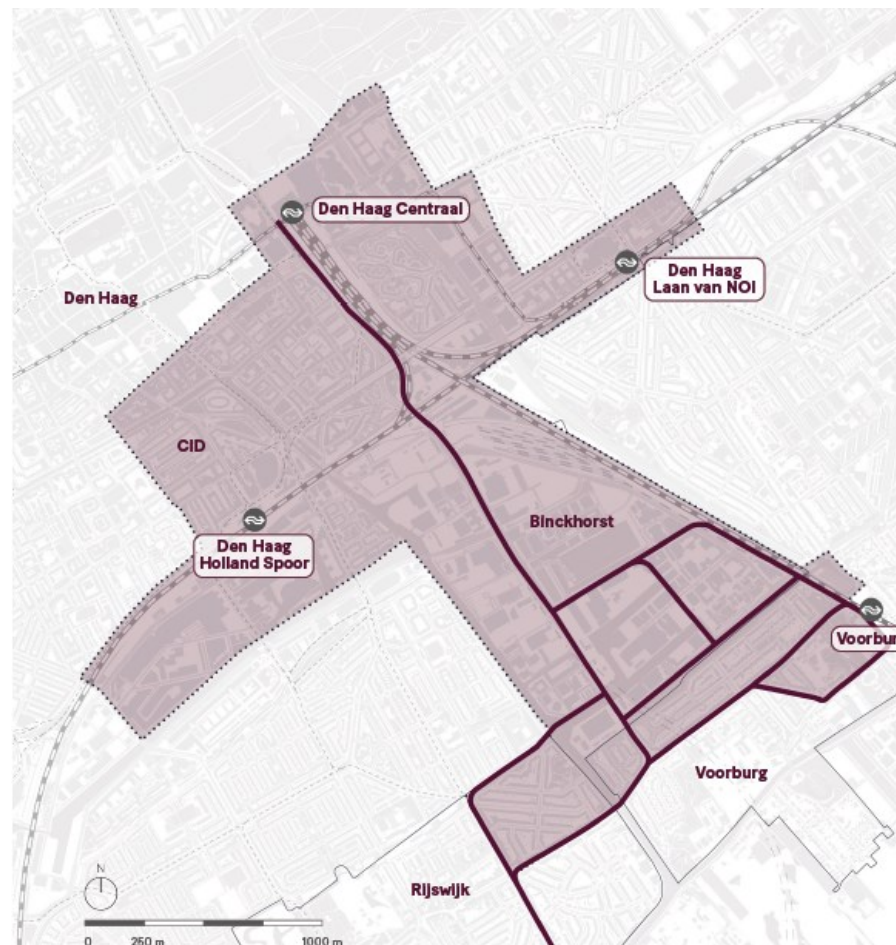 Den Haag Centraal
Den Haag
Laan van NOI
Den Haag
CID
Binckhorst
Den Haag
Holland Spoor
Voorbur
Voorburg
Rijswijk
N
0 250 m 1000 m